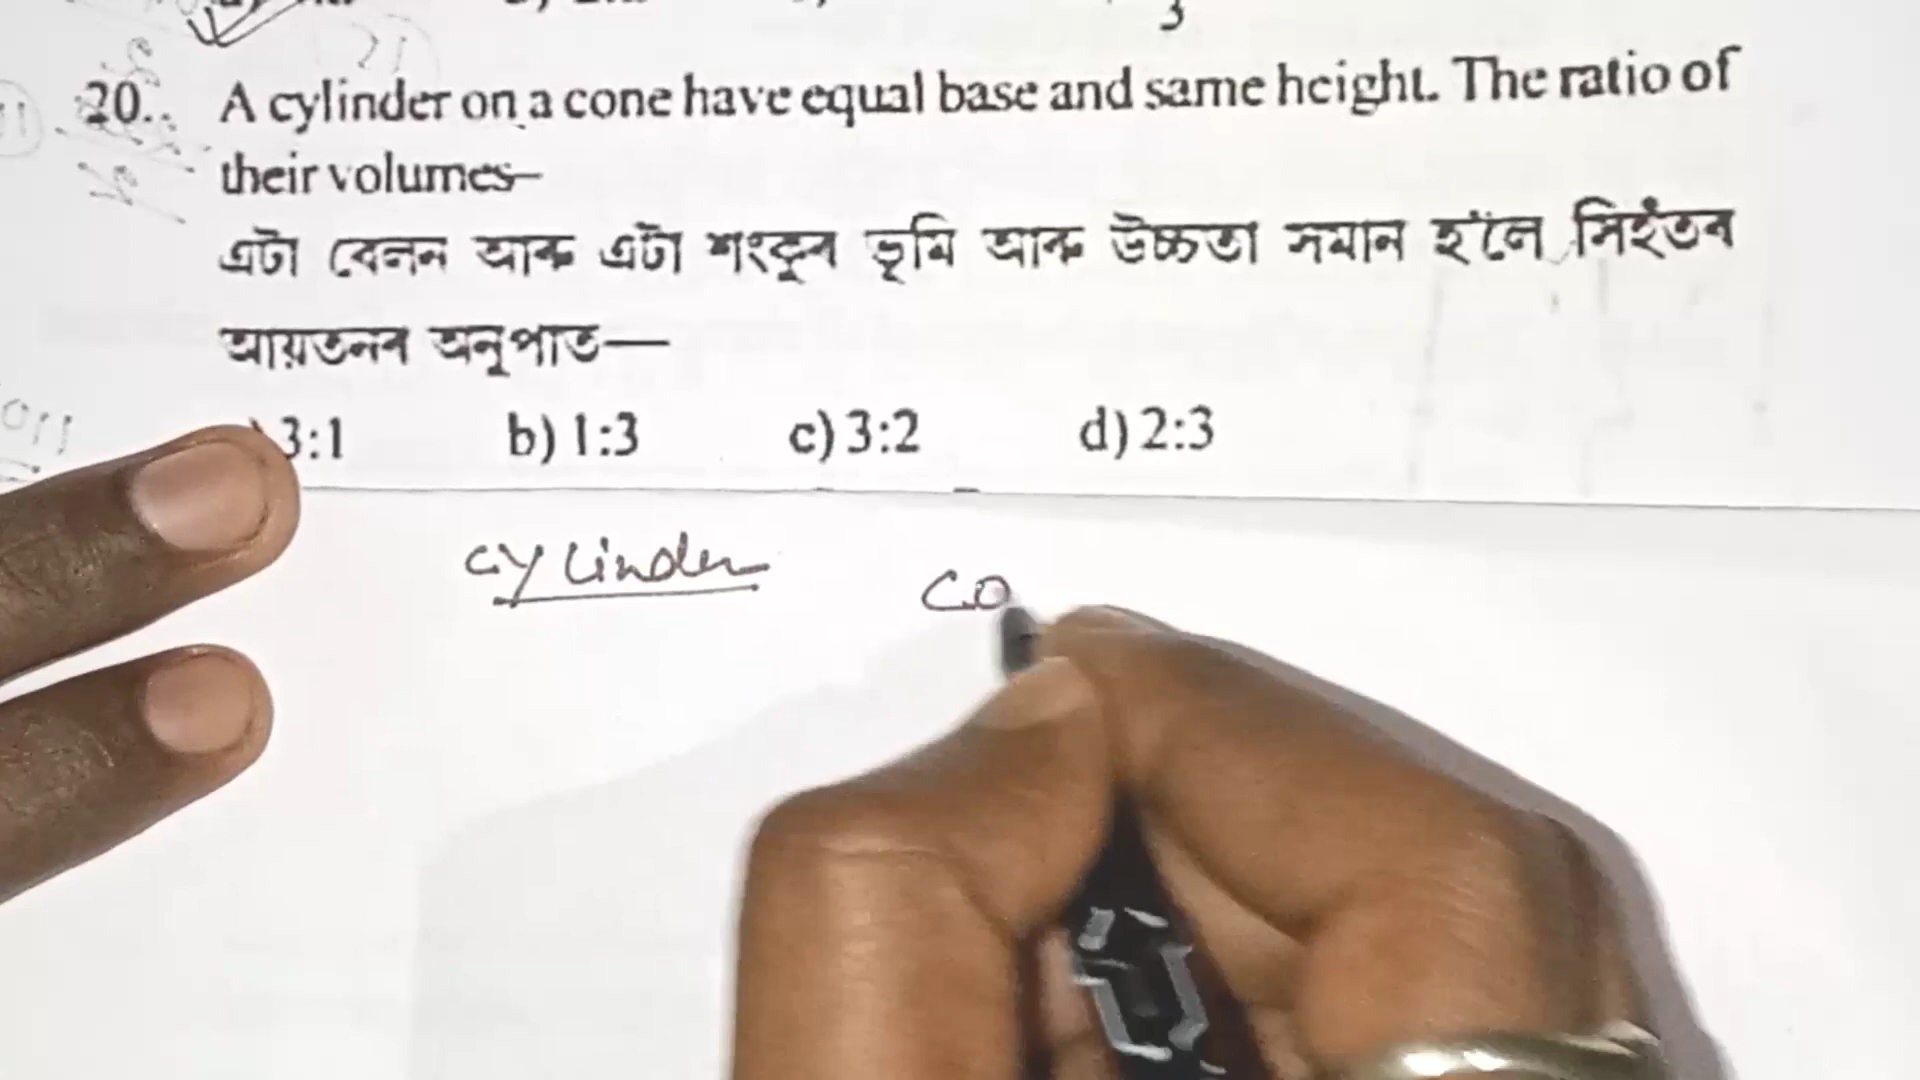 20. A cylinder on a cone have equal base and same height. The ratio of
their volumes—
এটা বেলন আৰু এটা শংকুৰ ভূমি আৰু উচ্চতা সমান হ'লে সিহঁতৰ
আয়তনৰ অনুপাত—
3:1 b) 1:3 c) 3:2 d) 2:3
cylinder co